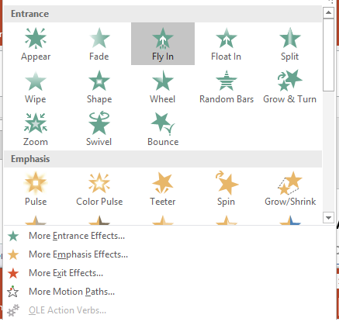 Entrance
Appear Fade Fly In Float In Split
Wipe Shape Wheel Random Bars Grow & Turn
Zoom Swivel Bounce
Emphasis
Pulse Color Pulse Teeter Spin Grow/Shrink
More Entrance Effects...
More Emphasis Effects...
More Exit Effects...
More Motion Paths...
OLE Action Verbs...